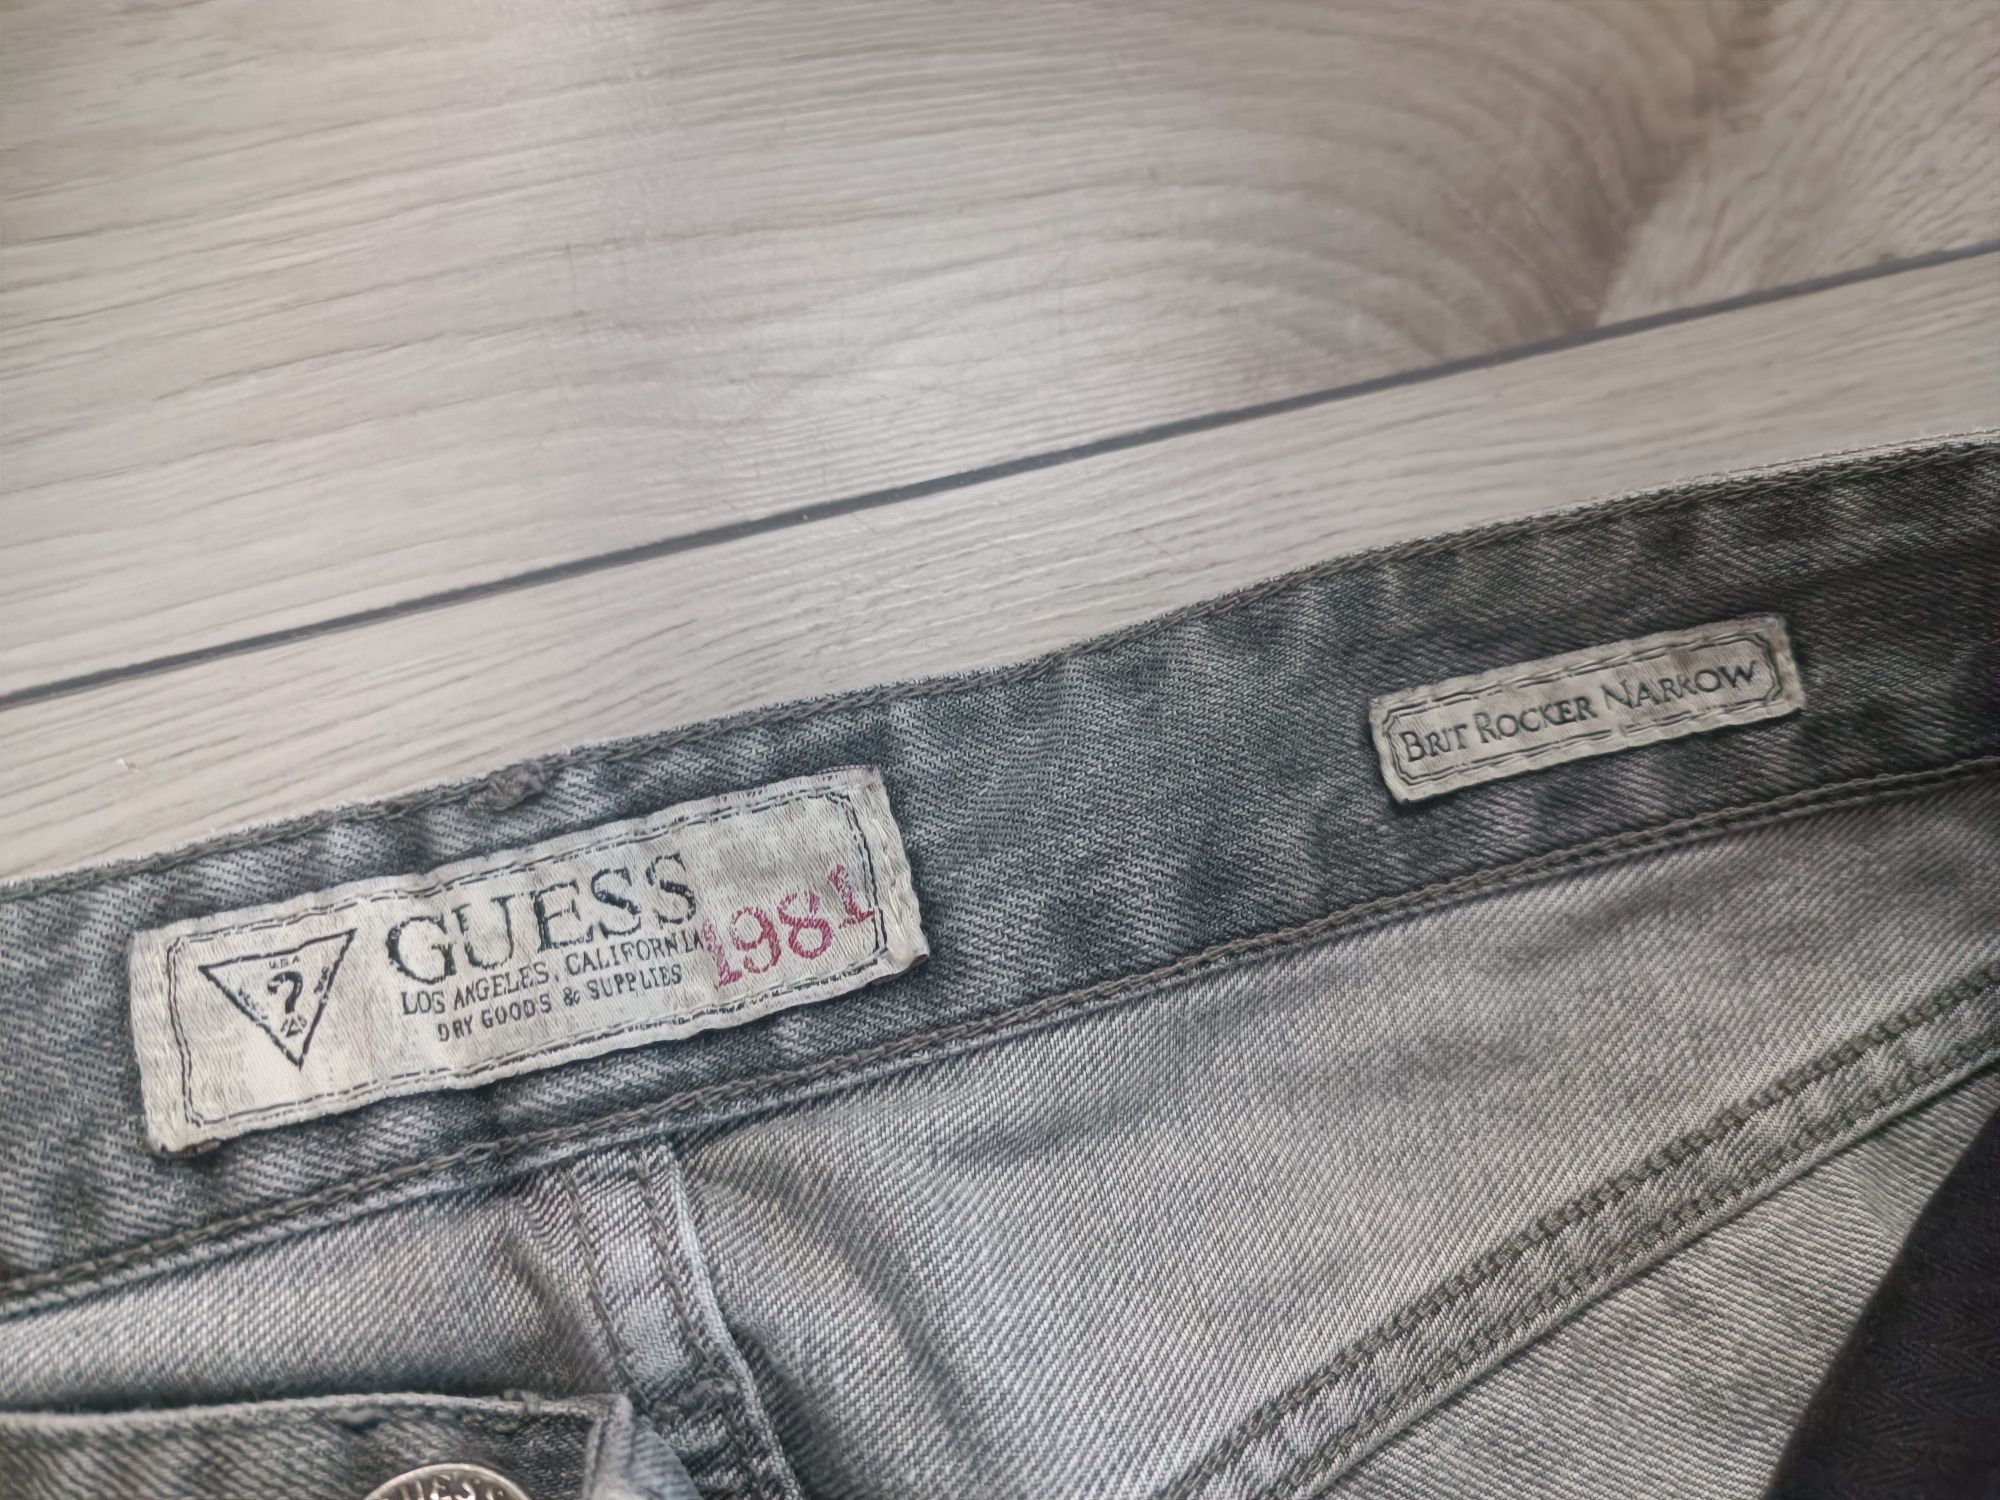 U.S.A
?
GUESS
LOS ANGELES, CALIFORNIA
DRY GOODS & SUPPLIES
1981
BRIT ROCKER NARROW